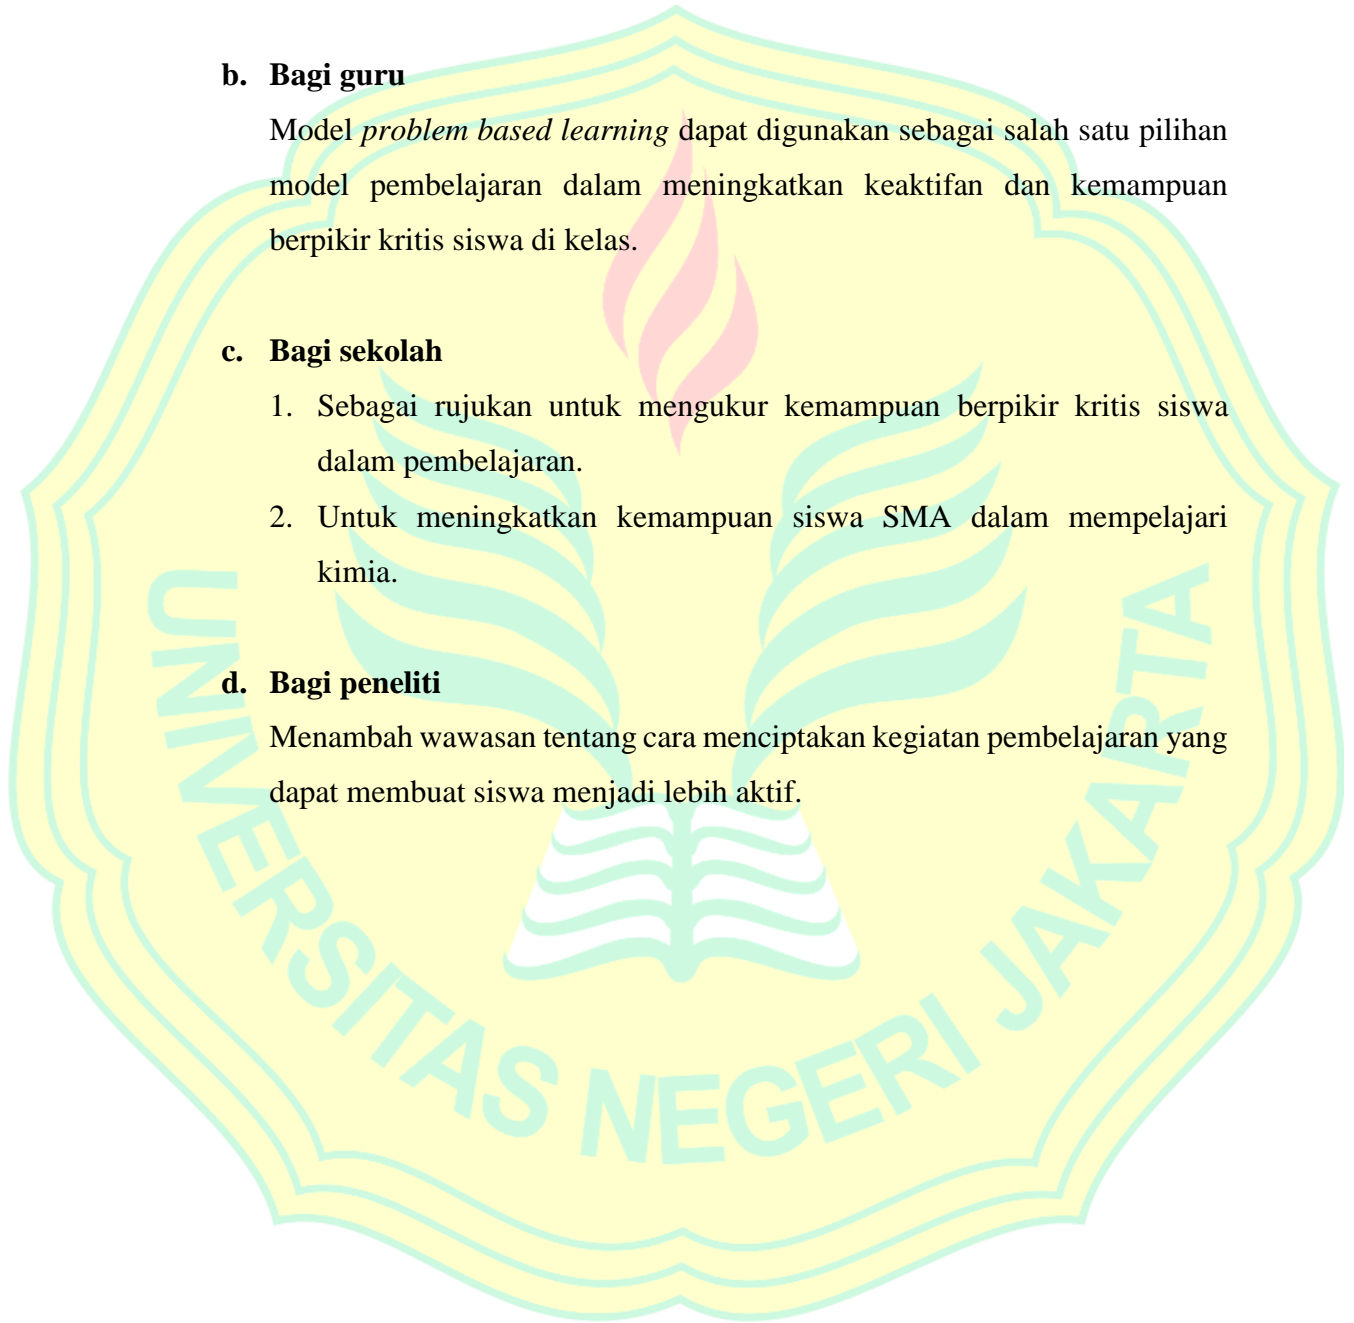 b. Bagi guru
Model problem based learning dapat digunakan sebagai salah satu pilihan
model pembelajaran dalam meningkatkan keaktifan dan kemampuan
berpikir kritis siswa di kelas.
c. Bagi sekolah
1. Sebagai rujukan untuk mengukur kemampuan berpikir kritis siswa
dalam pembelajaran.
2. Untuk meningkatkan kemampuan siswa SMA dalam mempelajari
kimia.
d. Bagi peneliti
Menambah wawasan tentang cara menciptakan kegiatan pembelajaran yang
dapat membuat siswa menjadi lebih aktif.
UNIVERSITAS NEGERI JAKARTA